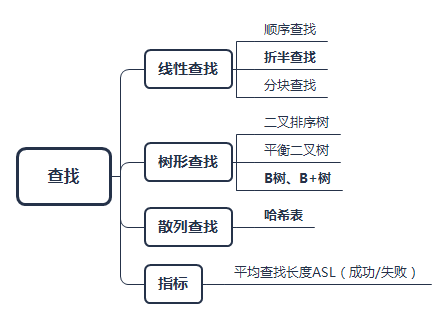 查找
线性查找
顺序查找
折半查找
分块查找
树形查找
二叉排序树
平衡二叉树
B树、B+树
散列查找
哈希表
指标
平均查找长度ASL（成功/失败）